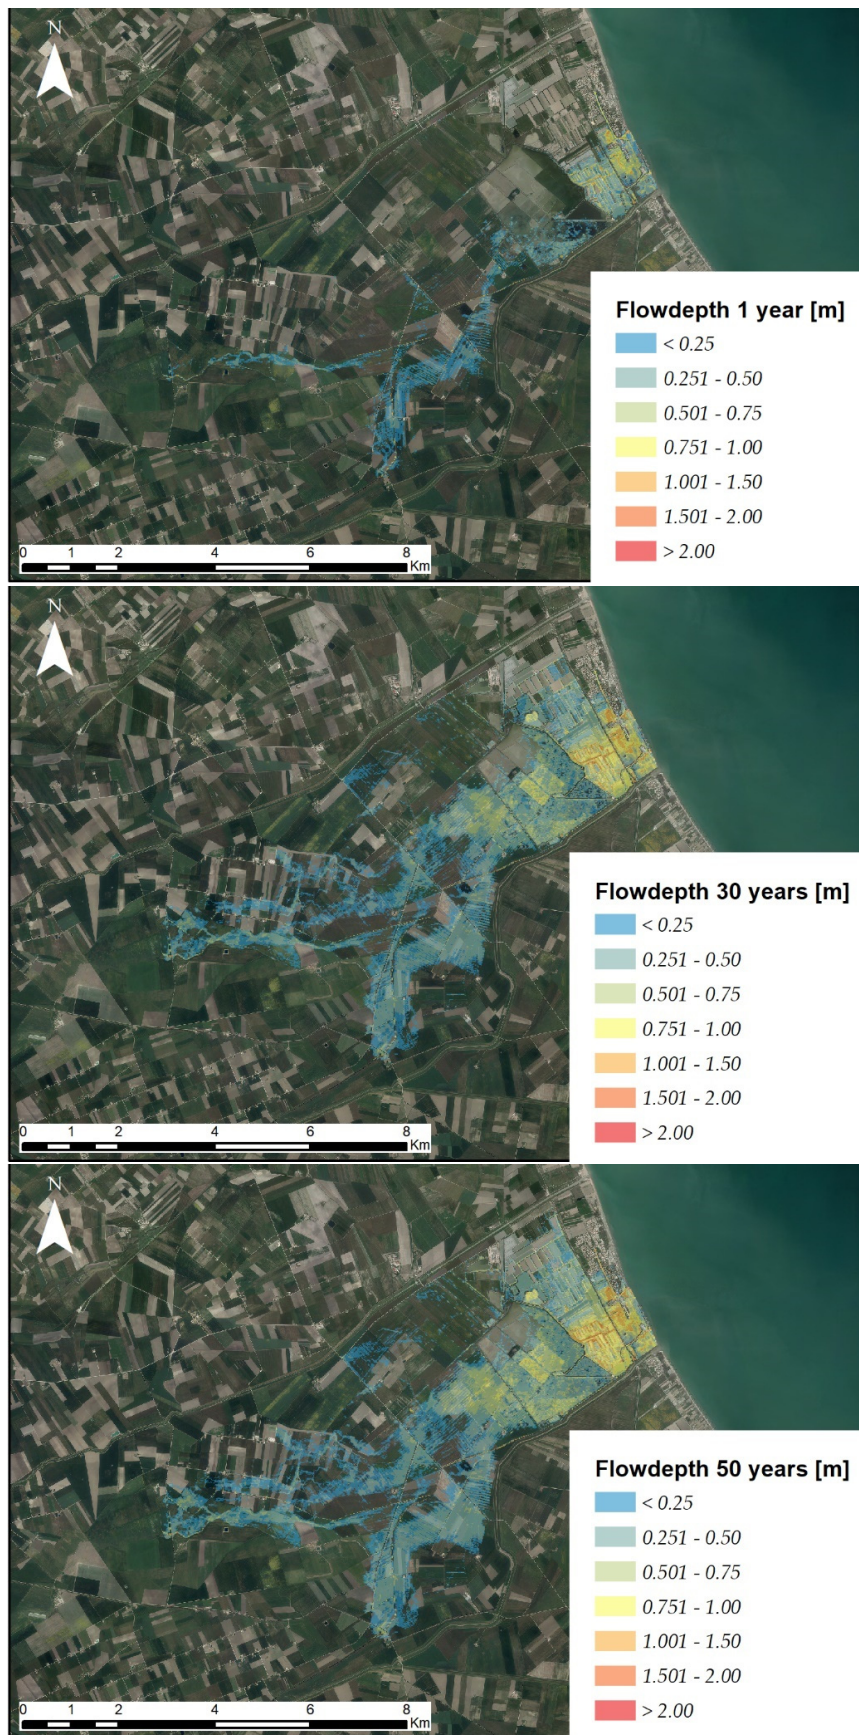 N
Flowdepth 1 year [m]
< 0.25
0.251 - 0.50
0.501 - 0.75
0.751 - 1.00
1.001 - 1.50
1.501 - 2.00
> 2.00
0 1 2 4 6 8
Km
N
Flowdepth 30 years [m]
< 0.25
0.251 - 0.50
0.501 - 0.75
0.751 - 1.00
1.001 - 1.50
1.501 - 2.00
> 2.00
0 1 2 4 6 8
Km
N
Flowdepth 50 years [m]
< 0.25
0.251 - 0.50
0.501 - 0.75
0.751 - 1.00
1.001 - 1.50
1.501 - 2.00
> 2.00
0 1 2 4 6 8
Km